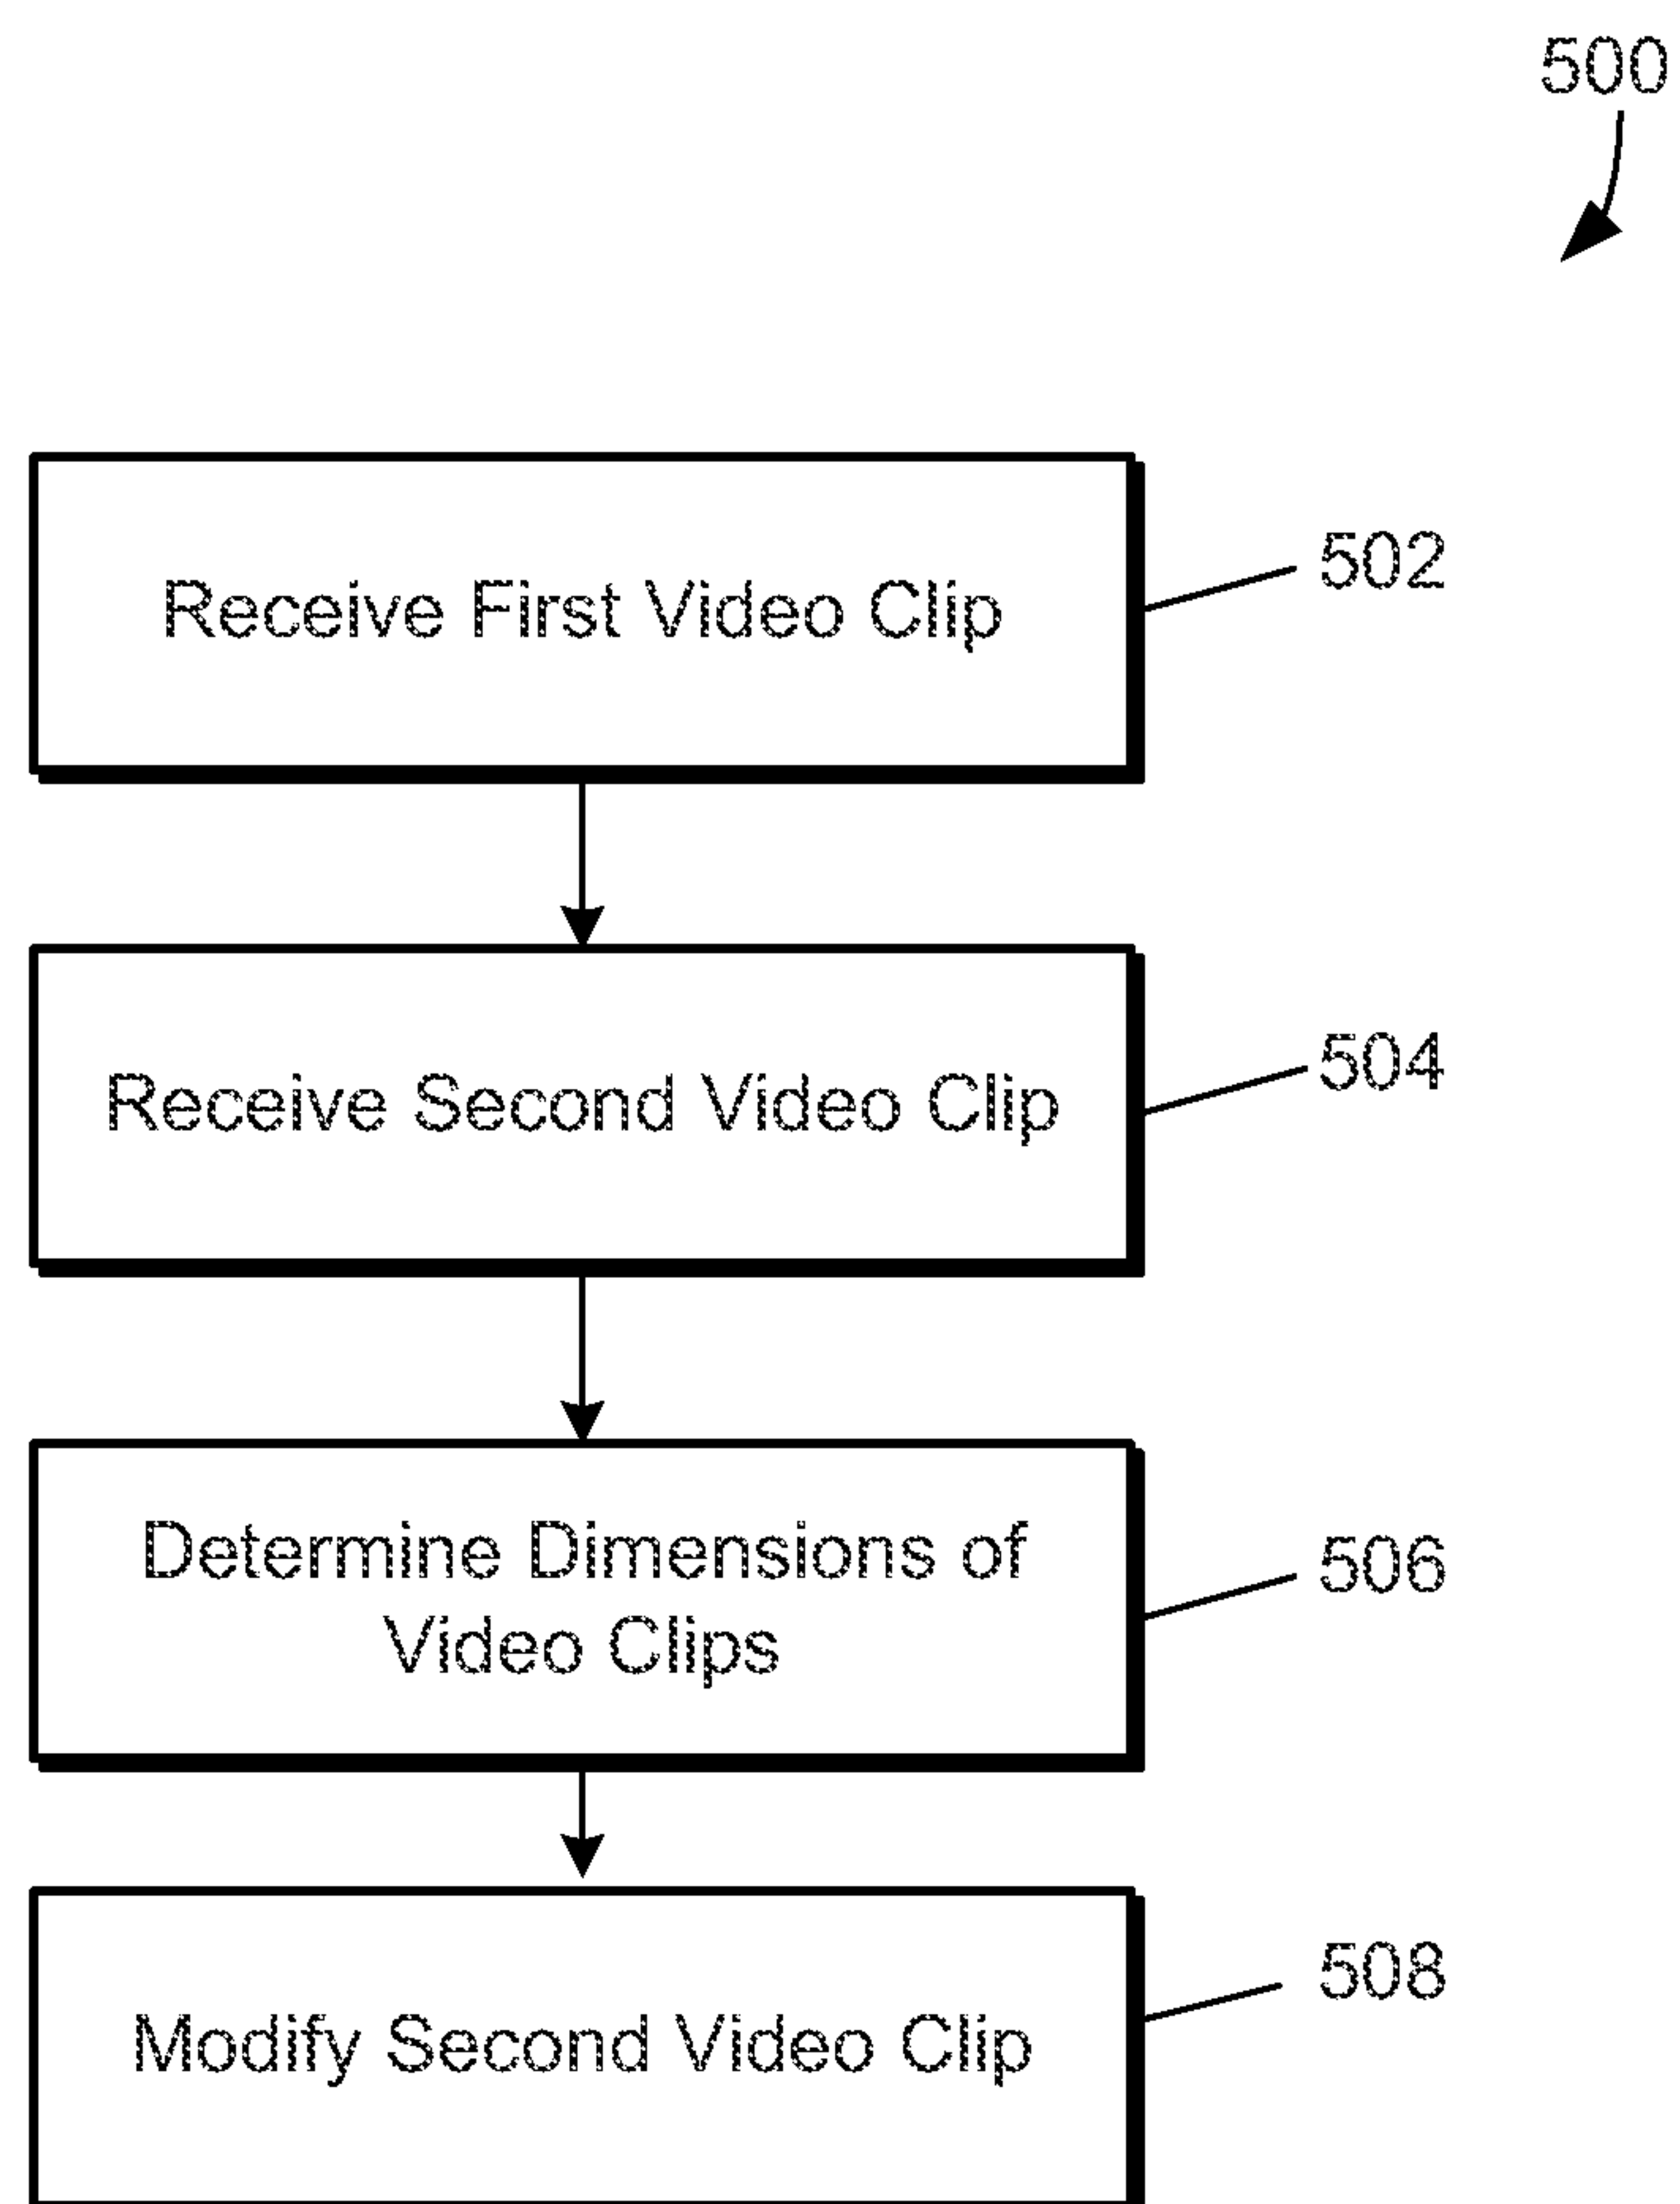 500
Receive First Video Clip
502
Receive Second Video Clip
504
Determine Dimensions of
Video Clips
506
Modify Second Video Clip
508